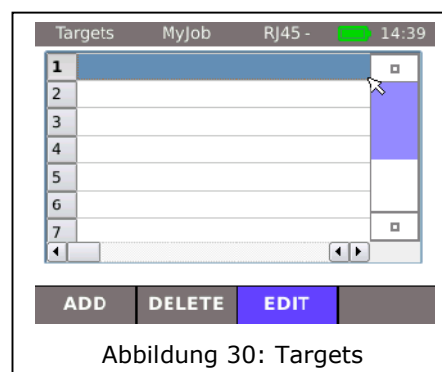 Targets MyJob RJ45 - 14:39
1
2
3
4
5
6
7
ADD DELETE EDIT
Abbildung 30: Targets